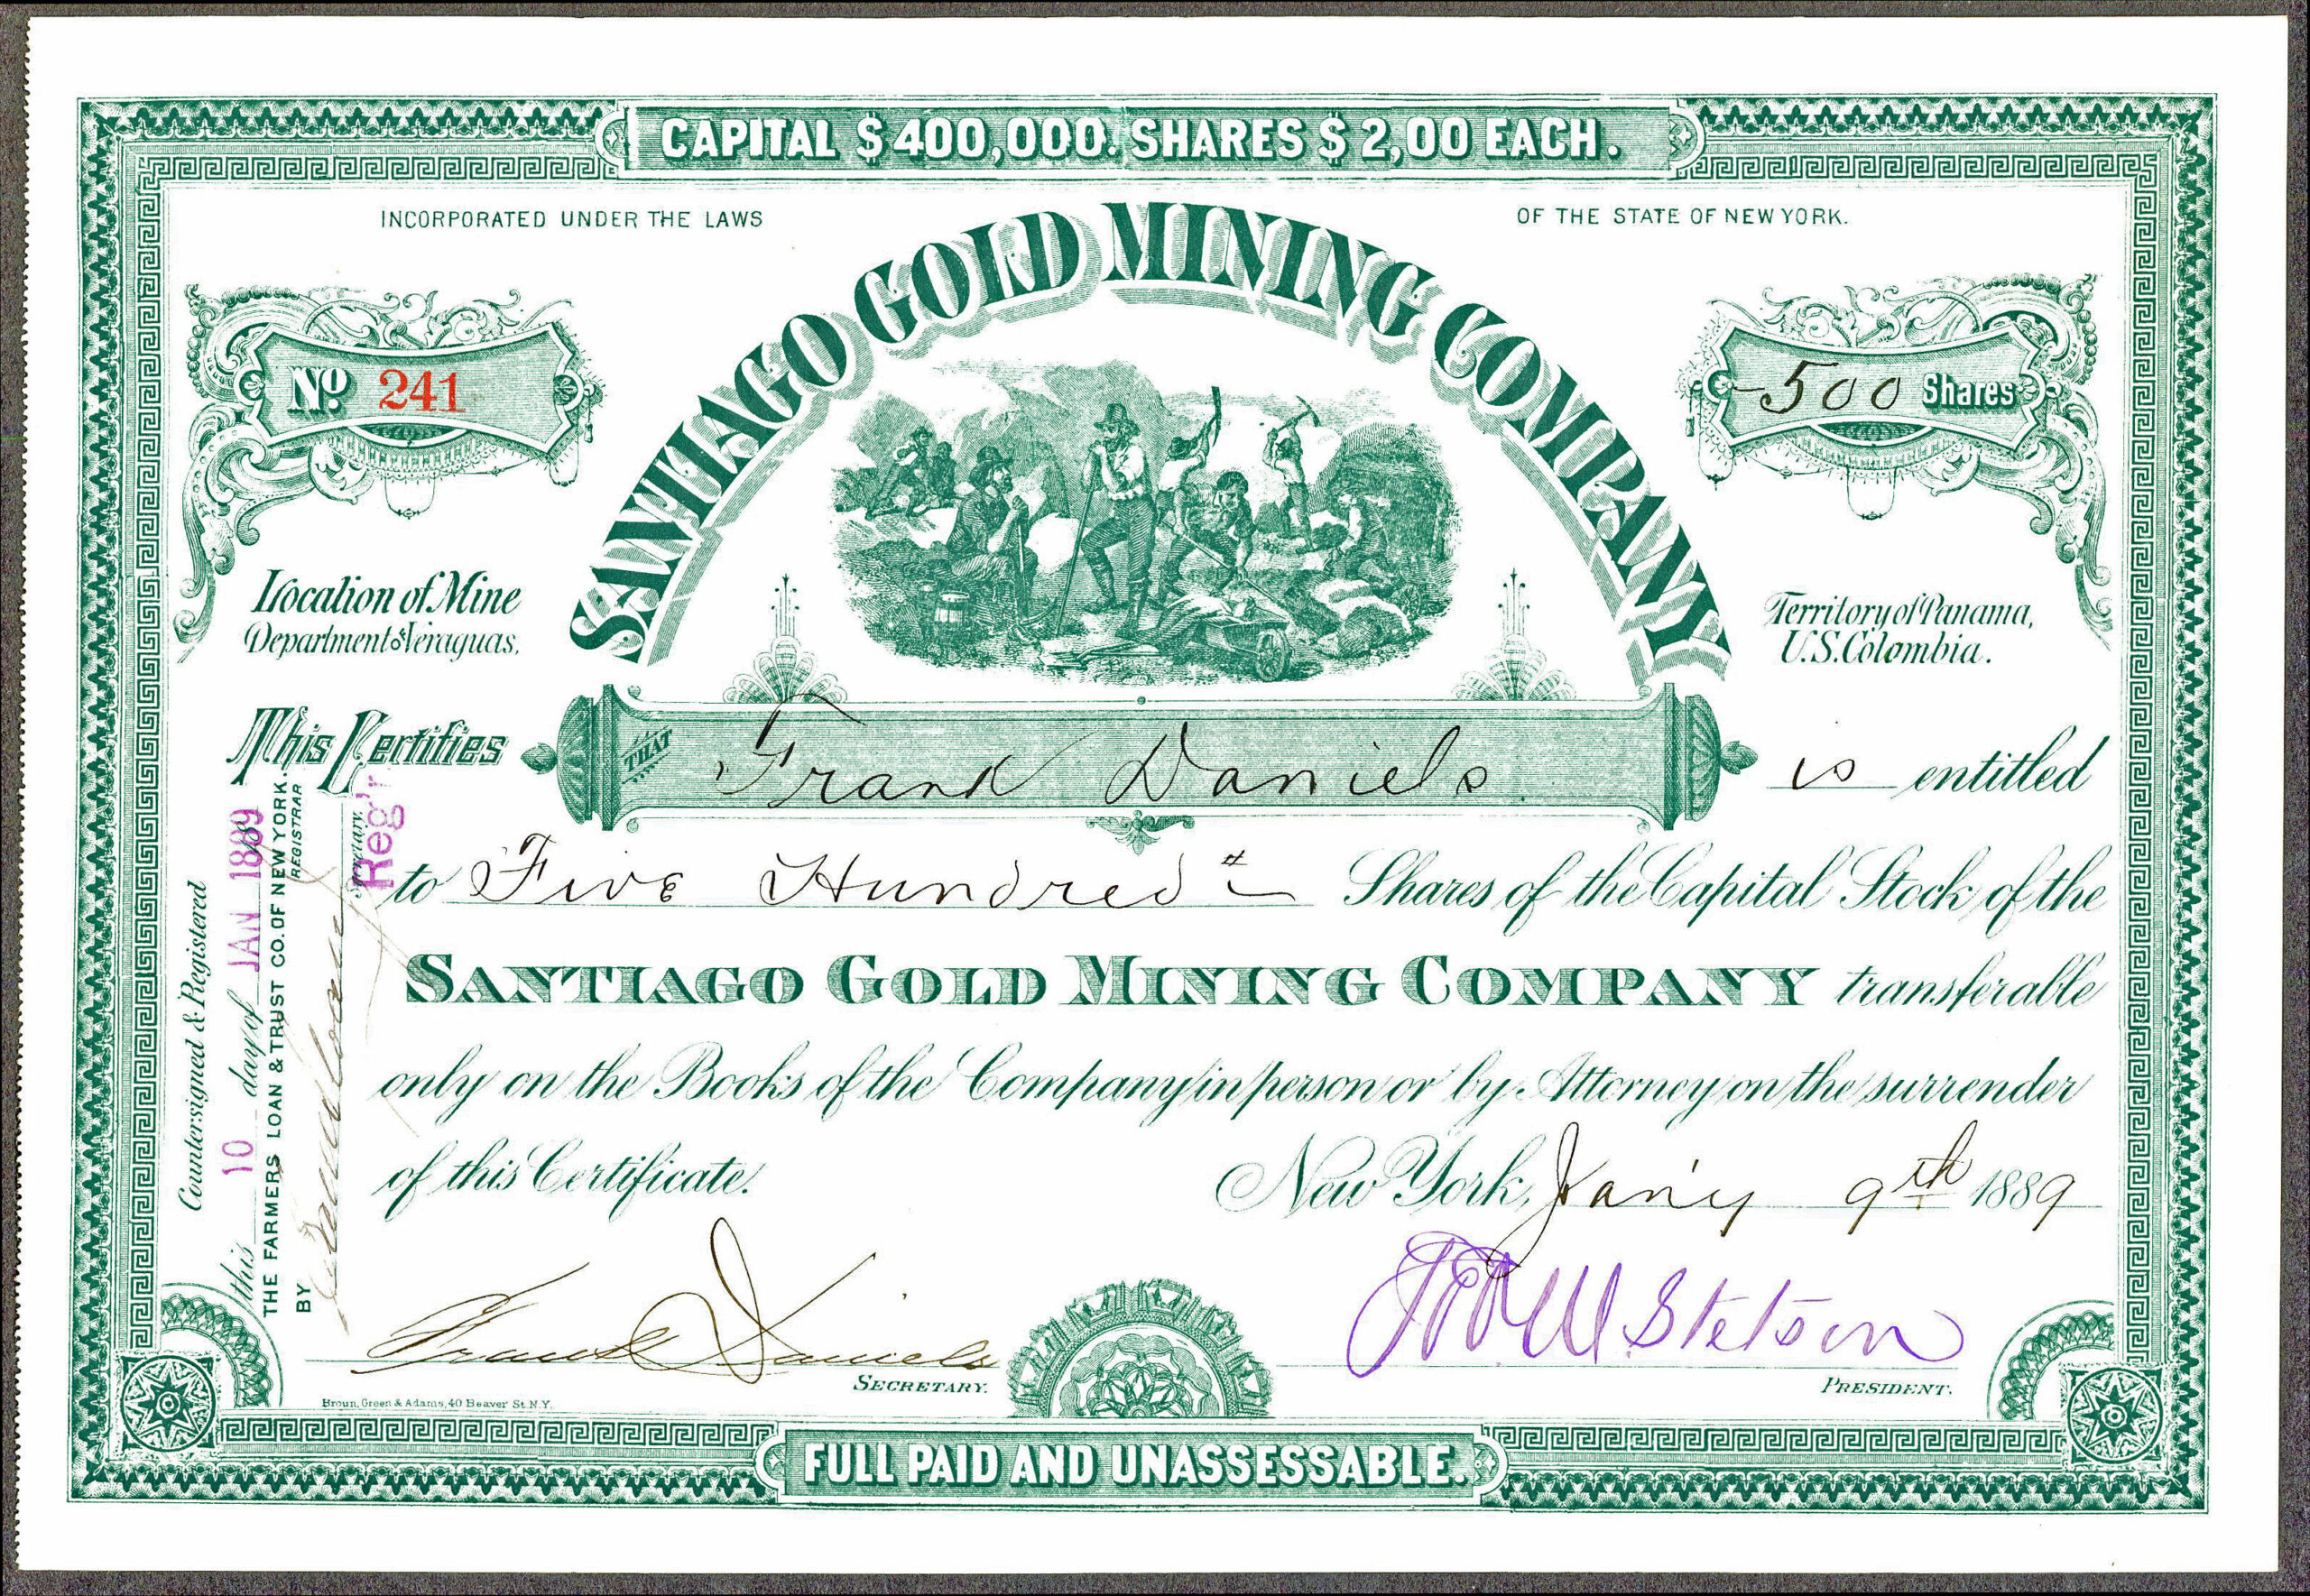 CAPITAL $400,000. SHARES $2,00 EACH.
INCORPORATED UNDER THE LAWS OF THE STATE OF NEW YORK.
SANTIAGO GOLD MINING COMPANY
No. 241
500 Shares
Location of Mine
Department of Veraguas.
Territory of Panama,
U.S. Colombia.
This Certifies THAT Frank Daniels is entitled
to Five Hundred Shares of the Capital Stock of the
SANTIAGO GOLD MINING COMPANY transferable
only on the Books of the Company in person or by Attorney on the surrender
of this Certificate.
New York, Jan'y 9th 1889
Frank Daniels
SECRETARY.
Stetson
PRESIDENT.
Broun, Green & Adams, 40 Beaver St. N.Y.
FULL PAID AND UNASSESSABLE.
Countersigned & Registered
this 10 day of JAN 1889
THE FARMERS LOAN & TRUST CO. OF NEW YORK.
REGISTRAR
BY
Secretary.
Reg'r